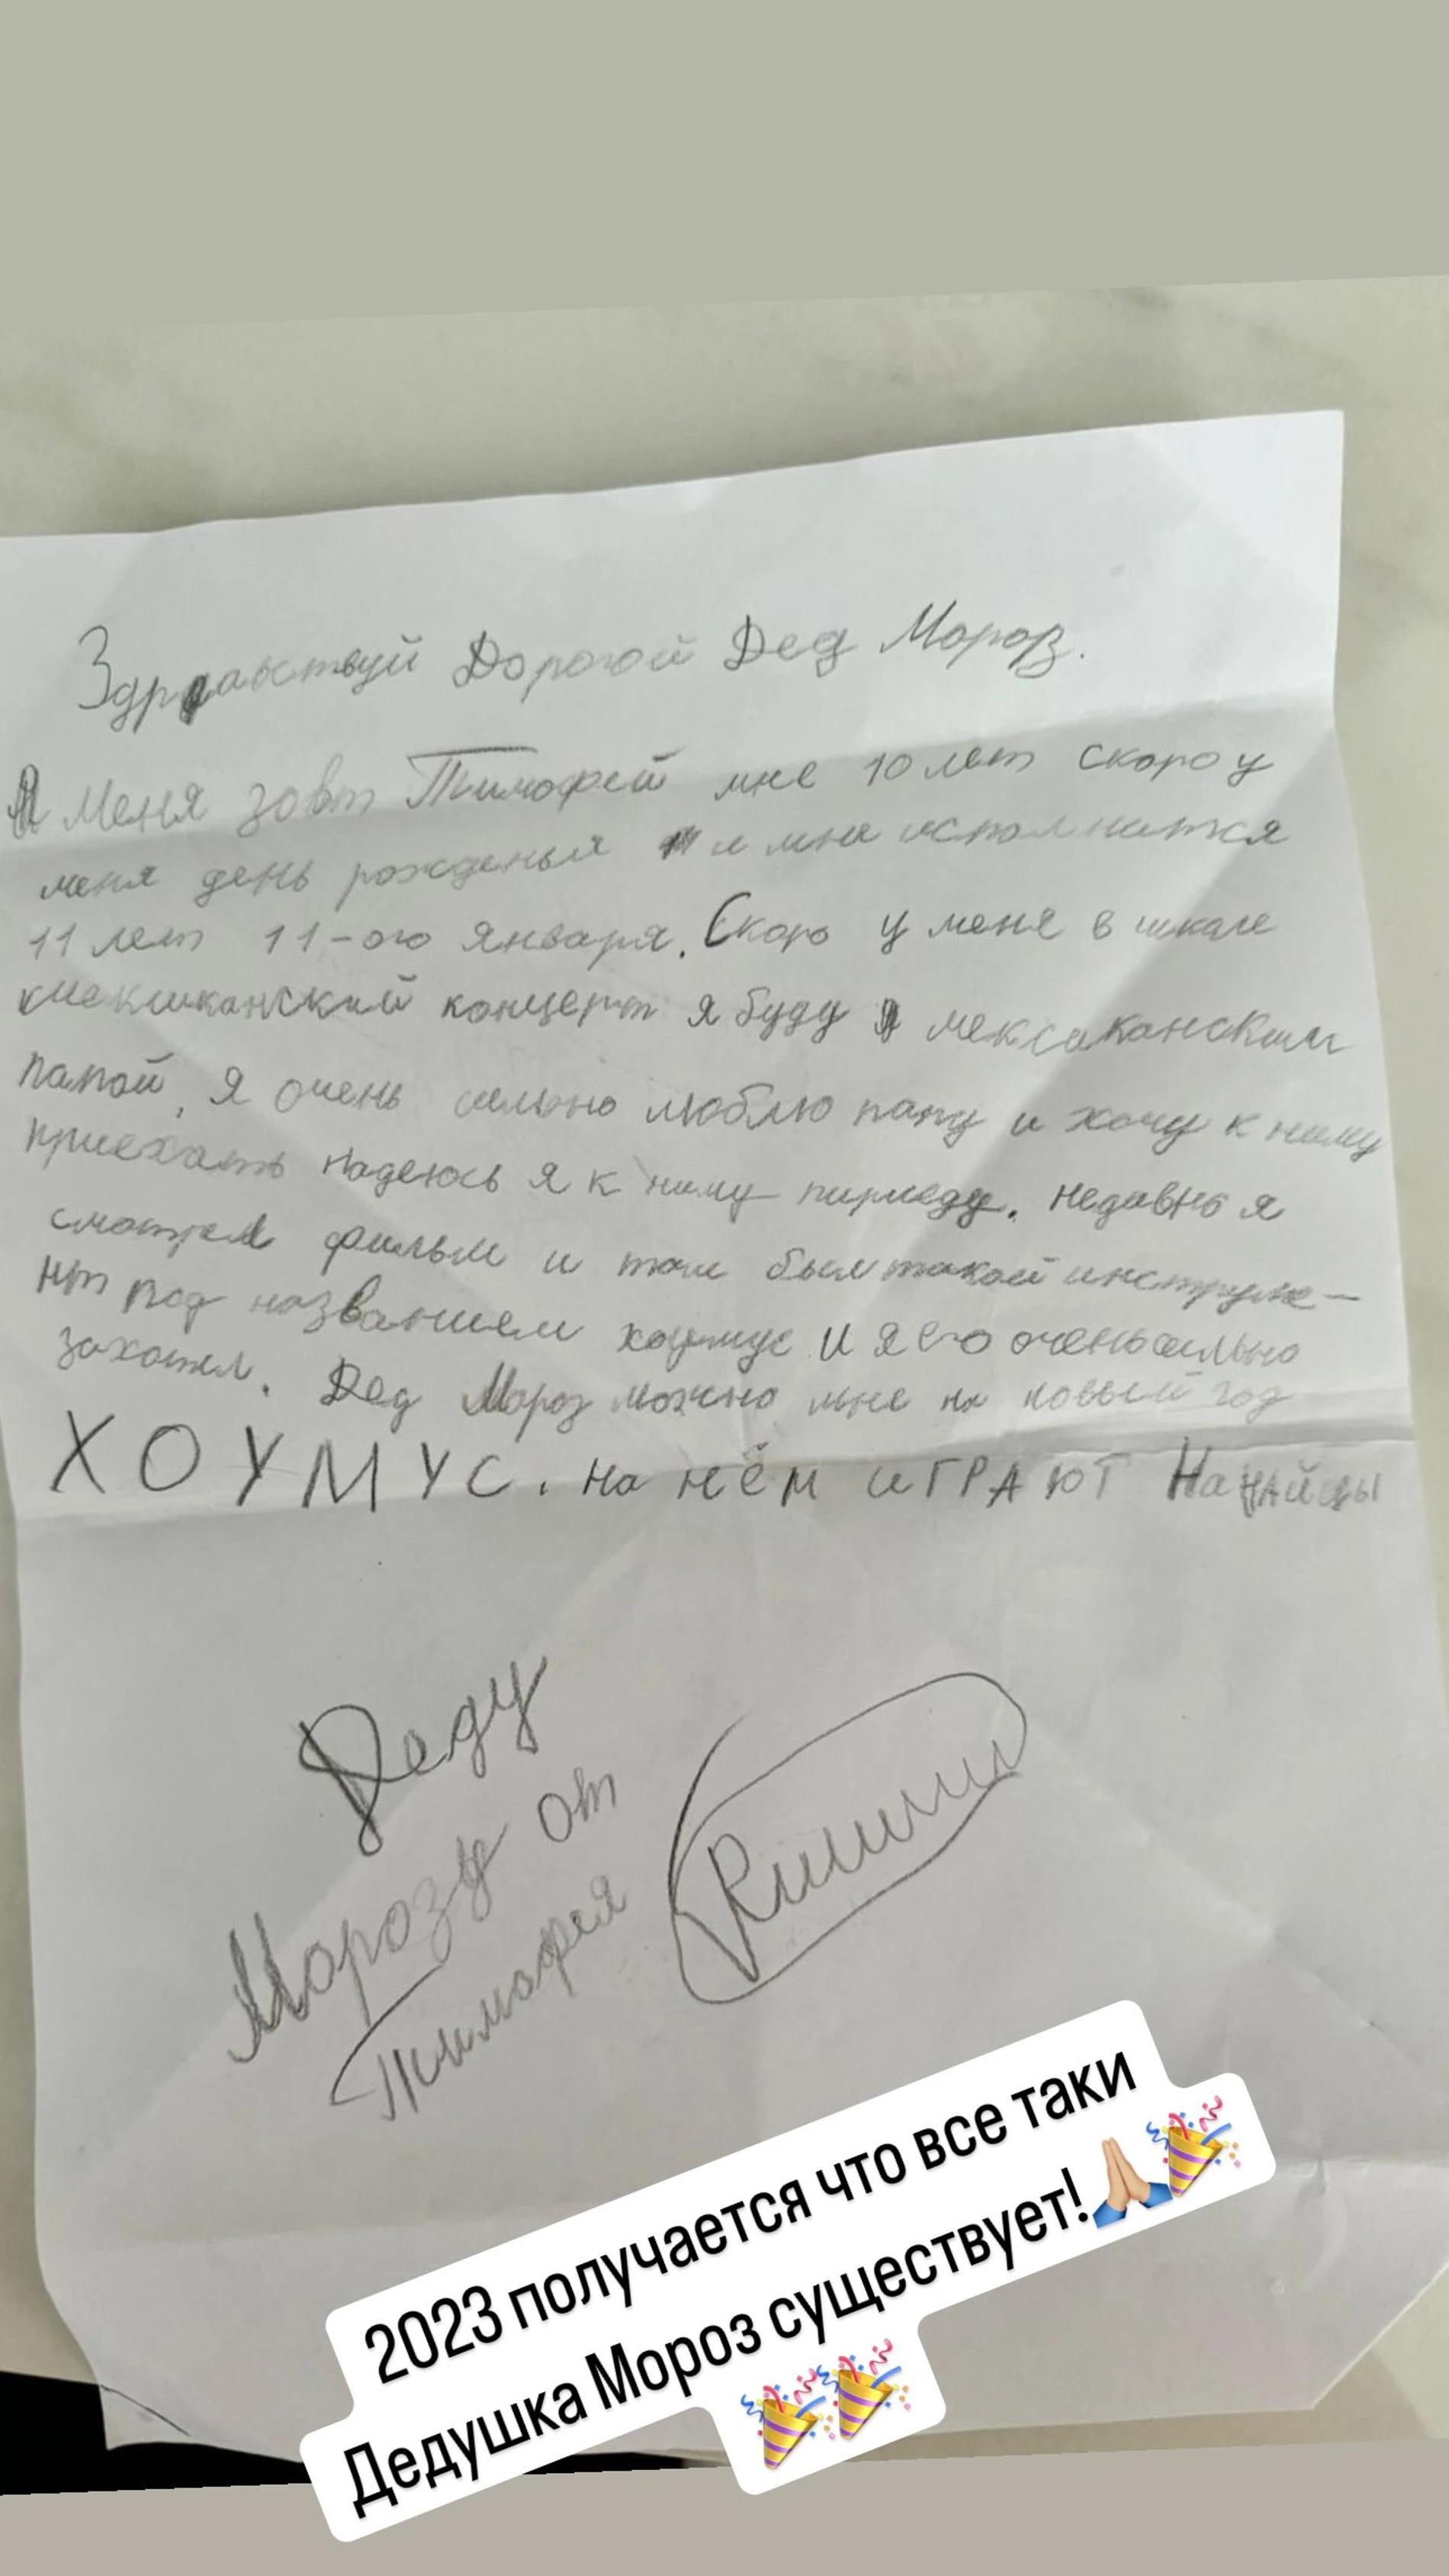 Здраавствуй Дорогой Дед Мороз.
Меня зовт Тимофей мне 10 лет скоро у
меня день рожденья и мне исполнится
11 лет 11-ого января. Скоро у меня в школе
мексиканский концерт я буду мексиканским
папой, я очень сильно люблю папу и хочу к нему
приехать надеюсь я к нему приеду. недавно я
смотрел фильм и там был такой инструме-
нт под названием хоумус и я его очень сильно
захотел. Дед Мороз можно мне на новый год
ХОУМУС. на нём играют Нанайцы
Деду
Морозу от
Тимофея
2023 получается что все таки
Дедушка Мороз существует!🙏🏼🎉
🎉🎉